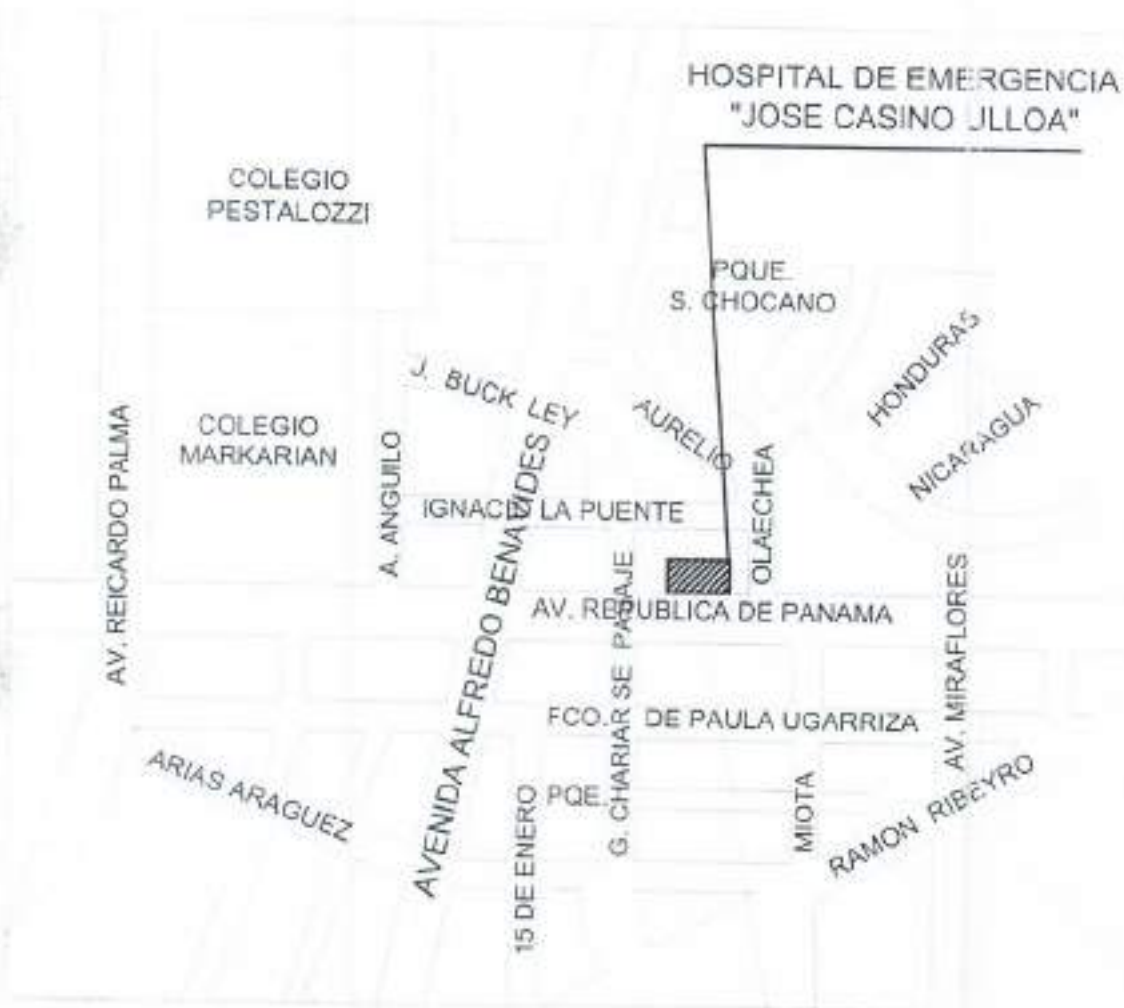 HOSPITAL DE EMERGENCIA
"JOSE CASINO ULLOA"
COLEGIO
PESTALOZZI
PQUE.
S. CHOCANO
HONDURAS
J. BUCK LEY
AURELIO
NICARAGUA
COLEGIO
MARKARIAN
AV. REICARDO PALMA
A. ANGUILO
IGNACIO LA PUENTE
OLAECHEA
AVENIDA ALFREDO BENAVIDES
AV. REPUBLICA DE PANAMA
G. CHARIAR SE PASAJE
AV. MIRAFLORES
FCO. DE PAULA UGARRIZA
ARIAS ARAGUEZ
PQE.
15 DE ENERO
MIOTA
RAMON RIBEYRO